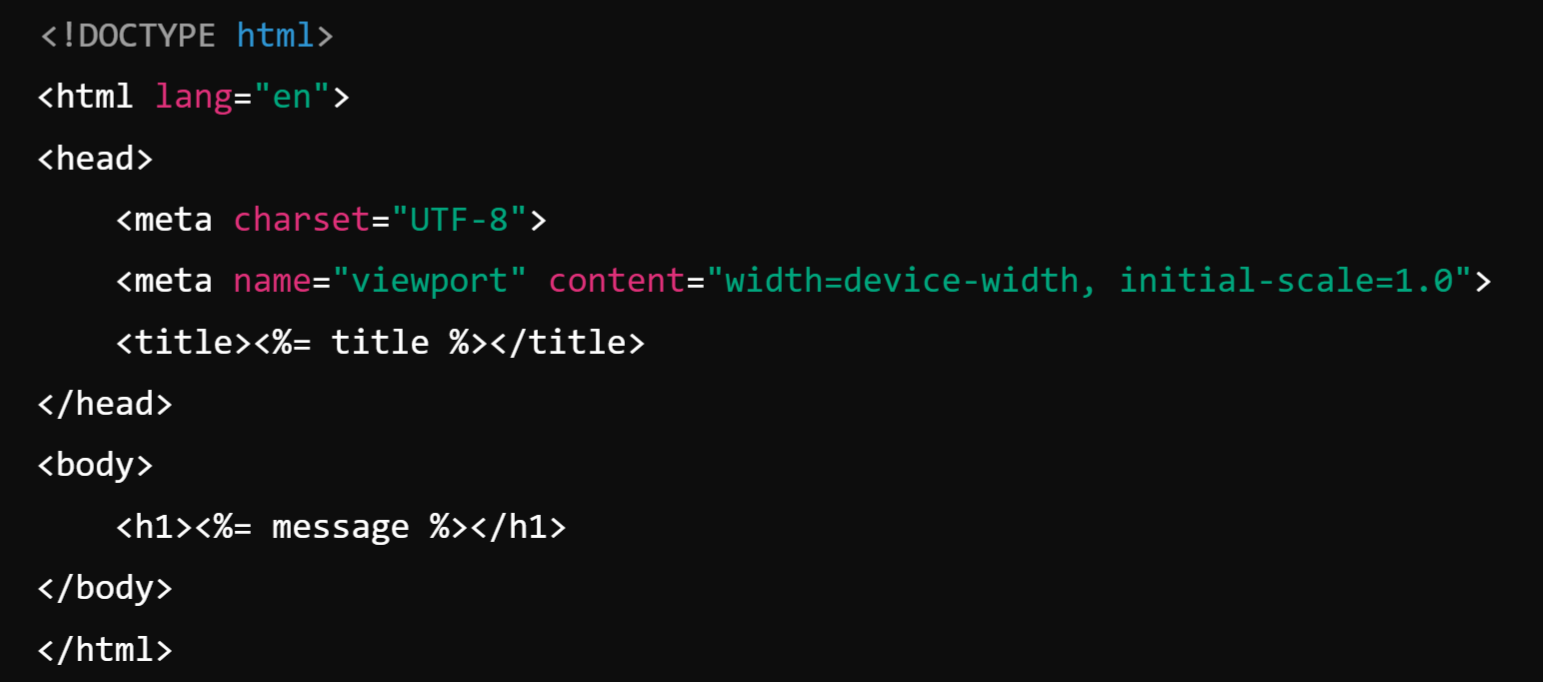 <!DOCTYPE html>
<html lang="en">
<head>
    <meta charset="UTF-8">
    <meta name="viewport" content="width=device-width, initial-scale=1.0">
    <title><%= title %></title>
</head>
<body>
    <h1><%= message %></h1>
</body>
</html>